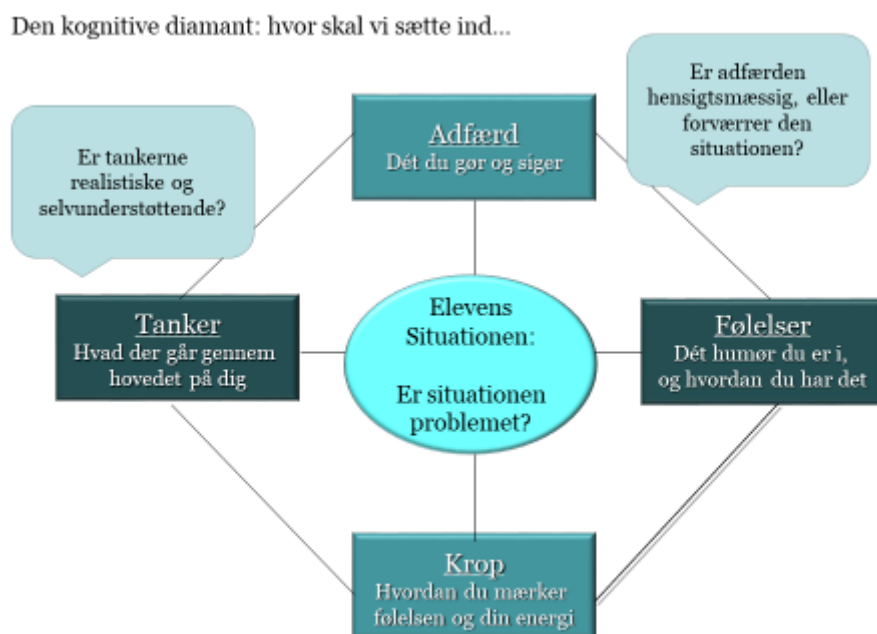 Den kognitive diamant: hvor skal vi sætte ind...
Er adfærden
hensigtsmæssig, eller
forværrer den
situationen?
Adfærd
Dét du gør og siger
Er tankerne
realistiske og
selvunderstøttende?
Tanker
Hvad der går gennem
hovedet på dig
Elevens
Situationen:
Er situationen
problemet?
Følelser
Dét humør du er i,
og hvordan du har det
Krop
Hvordan du mærker
følelsen og din energi